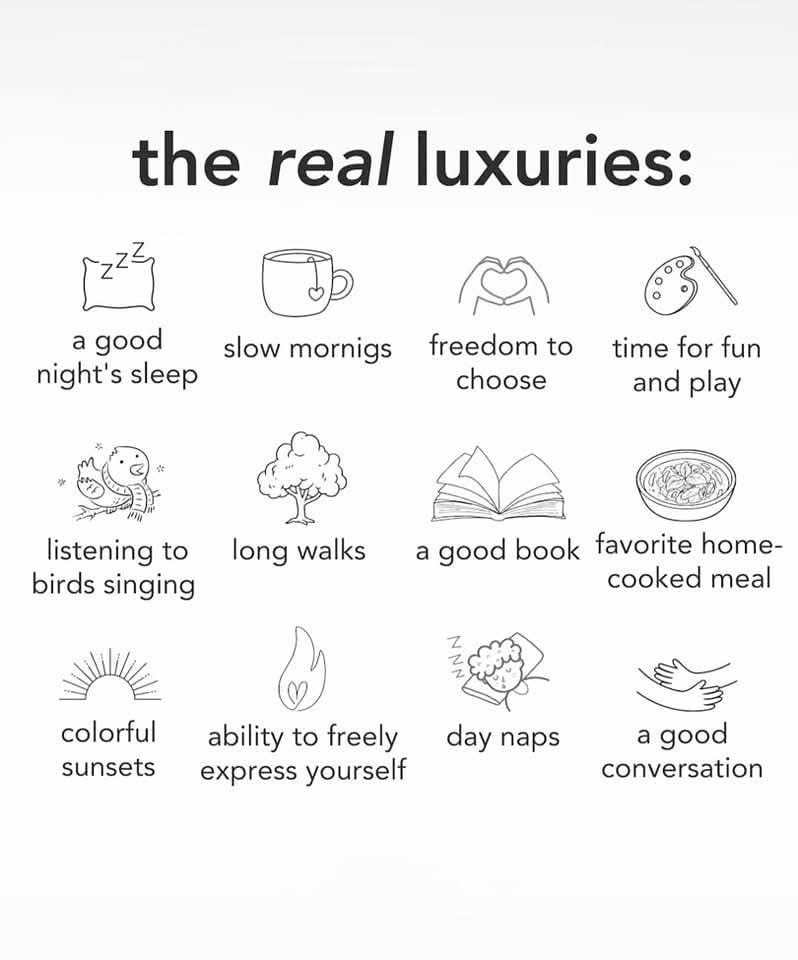 the real luxuries:
z z z
a good
night's sleep
slow mornigs
freedom to
choose
time for fun
and play
listening to
birds singing
long walks
a good book
favorite home-
cooked meal
colorful
sunsets
ability to freely
express yourself
z
z
z
z
day naps
a good
conversation